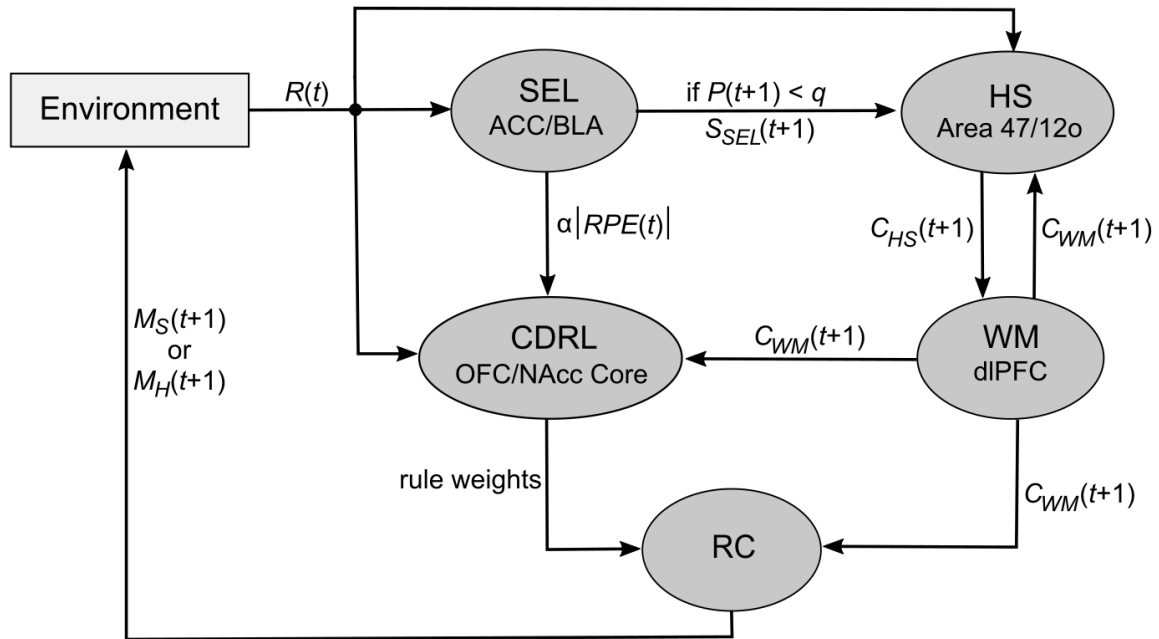 Environment
R(t)
SEL
ACC/BLA
if P(t+1) < q
S_SEL(t+1)
HS
Area 47/12o
α|RPE(t)|
C_HS(t+1)
C_WM(t+1)
M_S(t+1)
or
M_H(t+1)
CDRL
OFC/NAcc Core
C_WM(t+1)
WM
dlPFC
rule weights
C_WM(t+1)
RC